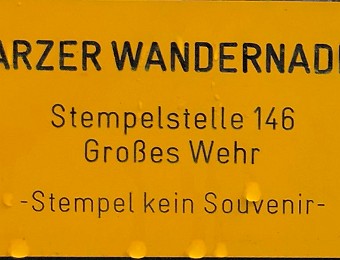 ARZER WANDERNAD
Stempelstelle 146
Großes Wehr
-Stempel kein Souvenir-